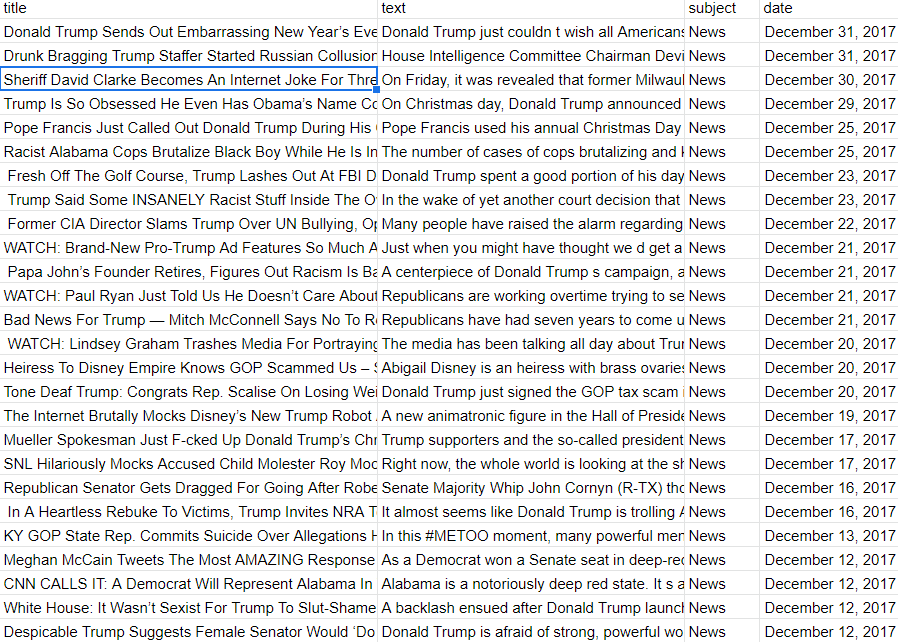 title text subject date
Donald Trump Sends Out Embarrassing New Year's Eve Donald Trump just couldn t wish all Americans News December 31, 2017
Drunk Bragging Trump Staffer Started Russian Collusion House Intelligence Committee Chairman Devi News December 31, 2017
Sheriff David Clarke Becomes An Internet Joke For Thre On Friday, it was revealed that former Milwauk News December 30, 2017
Trump Is So Obsessed He Even Has Obama's Name Co On Christmas day, Donald Trump announced News December 29, 2017
Pope Francis Just Called Out Donald Trump During His Pope Francis used his annual Christmas Day News December 25, 2017
Racist Alabama Cops Brutalize Black Boy While He Is In The number of cases of cops brutalizing and News December 25, 2017
Fresh Off The Golf Course, Trump Lashes Out At FBI D Donald Trump spent a good portion of his day News December 23, 2017
Trump Said Some INSANELY Racist Stuff Inside The O In the wake of yet another court decision that News December 23, 2017
Former CIA Director Slams Trump Over UN Bullying, Op Many people have raised the alarm regarding News December 22, 2017
WATCH: Brand-New Pro-Trump Ad Features So Much A Just when you might have thought we d get a News December 21, 2017
Papa John's Founder Retires, Figures Out Racism Is Ba A centerpiece of Donald Trump s campaign, a News December 21, 2017
WATCH: Paul Ryan Just Told Us He Doesn't Care About Republicans are working overtime trying to se News December 21, 2017
Bad News For Trump — Mitch McConnell Says No To R Republicans have had seven years to come u News December 21, 2017
WATCH: Lindsey Graham Trashes Media For Portraying The media has been talking all day about Trum News December 20, 2017
Heiress To Disney Empire Knows GOP Scammed Us – Abigail Disney is an heiress with brass ovaries News December 20, 2017
Tone Deaf Trump: Congrats Rep. Scalise On Losing Wei Donald Trump just signed the GOP tax scam News December 20, 2017
The Internet Brutally Mocks Disney's New Trump Robot A new animatronic figure in the Hall of Preside News December 19, 2017
Mueller Spokesman Just F-cked Up Donald Trump's Chr Trump supporters and the so-called president News December 17, 2017
SNL Hilariously Mocks Accused Child Molester Roy Moo Right now, the whole world is looking at the sh News December 17, 2017
Republican Senator Gets Dragged For Going After Robe Senate Majority Whip John Cornyn (R-TX) tho News December 16, 2017
In A Heartless Rebuke To Victims, Trump Invites NRA T It almost seems like Donald Trump is trolling A News December 16, 2017
KY GOP State Rep. Commits Suicide Over Allegations H In this #METOO moment, many powerful men News December 13, 2017
Meghan McCain Tweets The Most AMAZING Response As a Democrat won a Senate seat in deep-red News December 12, 2017
CNN CALLS IT: A Democrat Will Represent Alabama In Alabama is a notoriously deep red state. It s a News December 12, 2017
White House: It Wasn't Sexist For Trump To Slut-Shame A backlash ensued after Donald Trump launch News December 12, 2017
Despicable Trump Suggests Female Senator Would 'Do Donald Trump is afraid of strong, powerful wo News December 12, 2017